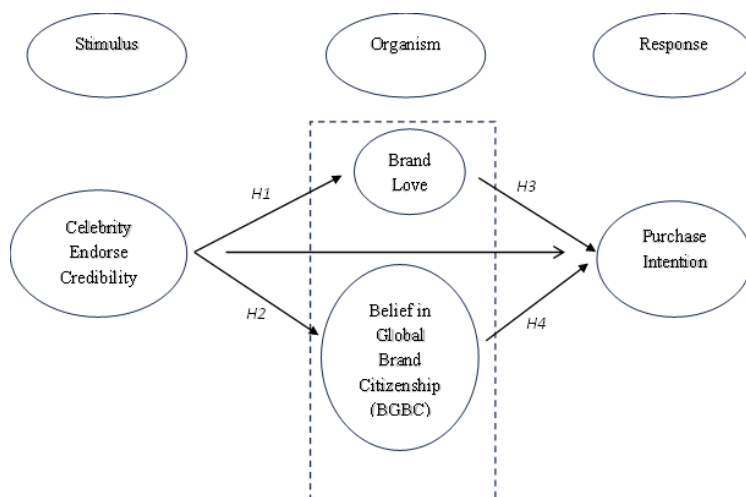 Stimulus
Organism
Response
Brand
Love
H1
H3
Celebrity
Endorse
Credibility
Purchase
Intention
H2
Belief in
Global
Brand
Citizenship
(BGBC)
H4